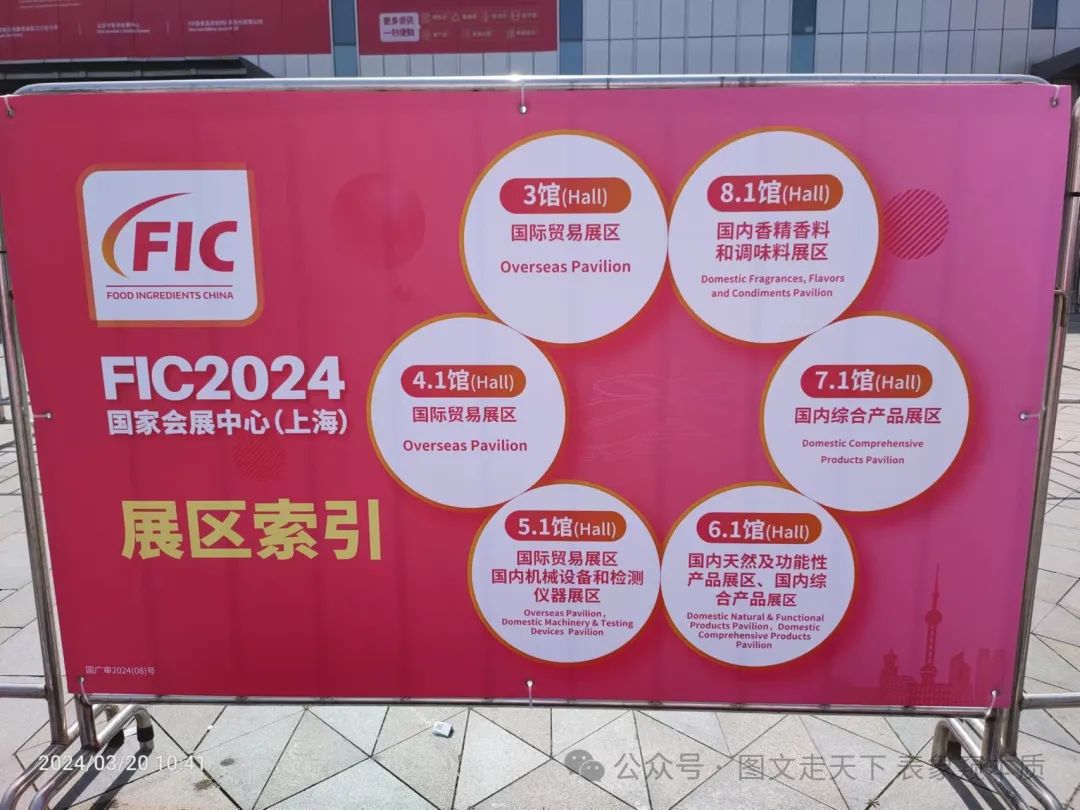 更多资讯
一扫便知
FIC
FOOD INGREDIENTS CHINA
FIC2024
国家会展中心(上海)
展区索引
国广审2024(08)号
3馆(Hall)
国际贸易展区
Overseas Pavilion
8.1馆(Hall)
国内香精香料
和调味料展区
Domestic Fragrances, Flavors
and Condiments Pavilion
4.1馆(Hall)
国际贸易展区
Overseas Pavilion
7.1馆(Hall)
国内综合产品展区
Domestic Comprehensive
Products Pavilion
5.1馆(Hall)
国际贸易展区
国内机械设备和检测
仪器展区
Overseas Pavilion,
Domestic Machinery & Testing
Devices Pavilion
6.1馆(Hall)
国内天然及功能性
产品展区、国内综
合产品展区
Domestic Natural & Functional
Products Pavilion, Domestic
Comprehensive Products
Pavilion
2024/03/20 10:41
公众号 · 图文走天下